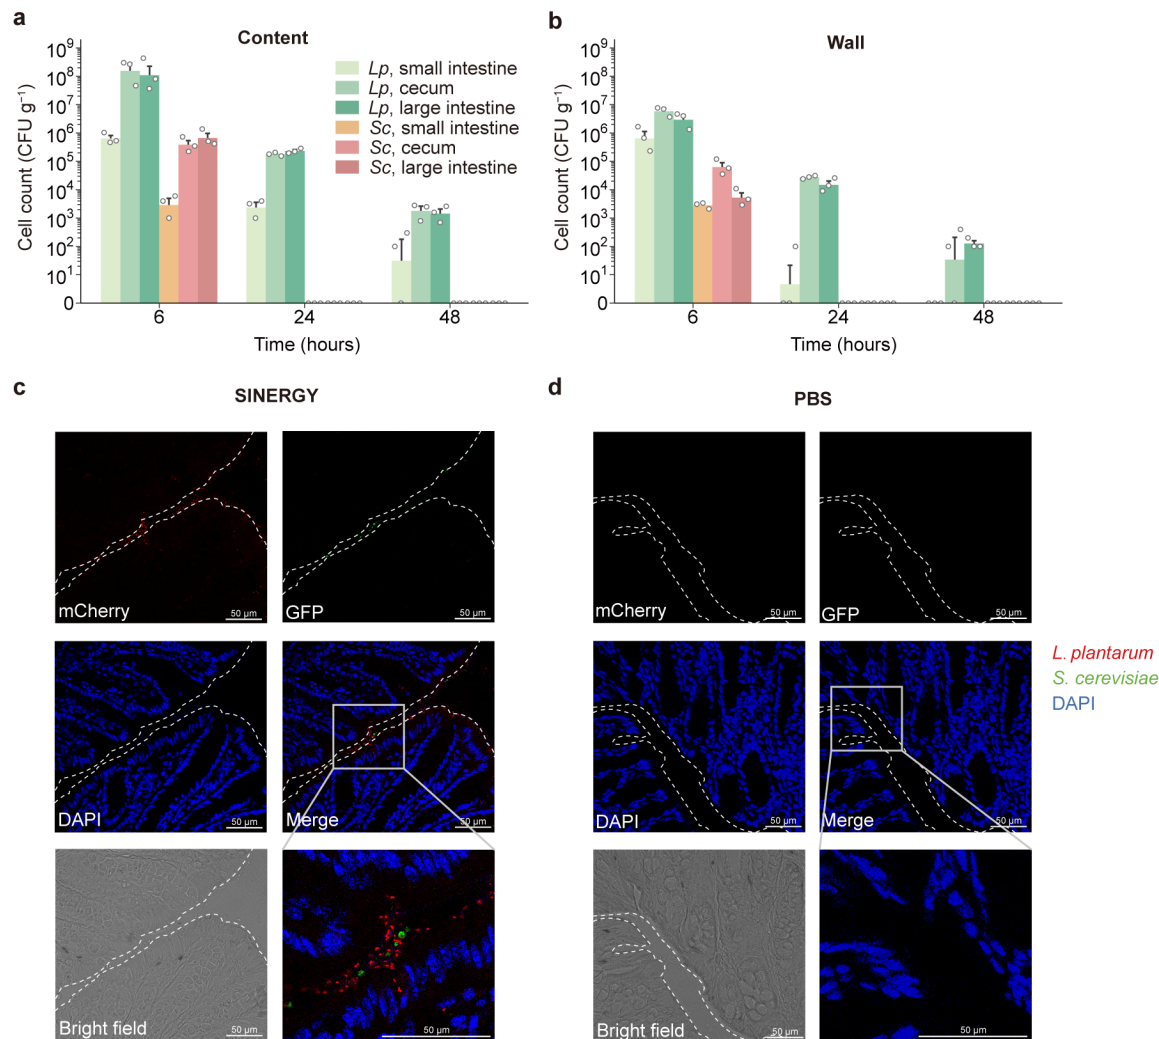 a
Content
Cell count (CFU g⁻¹)
10⁹
10⁸
10⁷
10⁶
10⁵
10⁴
10³
10²
10¹
0
6
24
48
Time (hours)
Lp, small intestine
Lp, cecum
Lp, large intestine
Sc, small intestine
Sc, cecum
Sc, large intestine
b
Wall
Cell count (CFU g⁻¹)
10⁹
10⁸
10⁷
10⁶
10⁵
10⁴
10³
10²
10¹
0
6
24
48
Time (hours)
c
SINERGY
mCherry
50 µm
GFP
50 µm
DAPI
50 µm
Merge
50 µm
Bright field
50 µm
50 µm
d
PBS
mCherry
50 µm
GFP
50 µm
DAPI
50 µm
Merge
50 µm
Bright field
50 µm
50 µm
L. plantarum
S. cerevisiae
DAPI